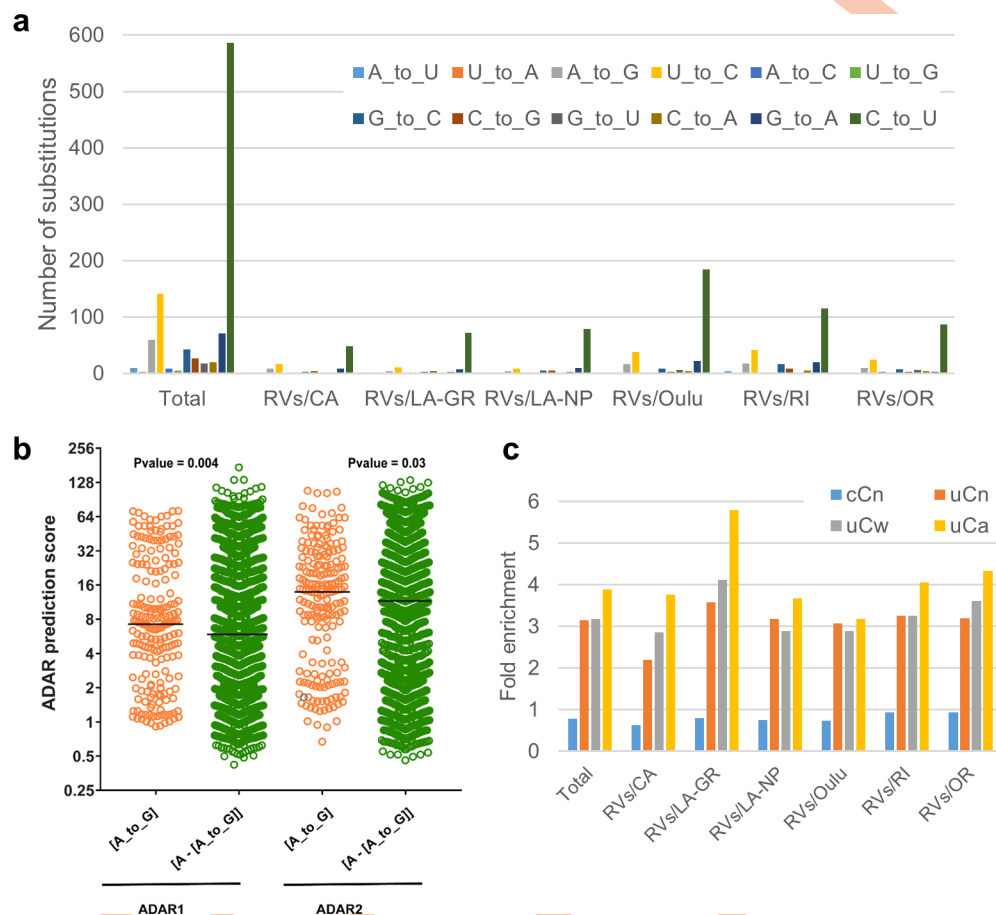 a
600
500
400
300
200
100
0
Number of substitutions
A_to_U U_to_A A_to_G U_to_C A_to_C U_to_G
G_to_C C_to_G G_to_U C_to_A G_to_A C_to_U
Total RVs/CA RVs/LA-GR RVs/LA-NP RVs/Oulu RVs/RI RVs/OR
b
256
128
64
32
16
8
4
2
1
0.5
0.25
ADAR prediction score
Pvalue = 0.004 Pvalue = 0.03
[A_to_G] [A - [A_to_G]] [A_to_G] [A - [A_to_G]]
ADAR1 ADAR2
c
6
5
4
3
2
1
0
Fold enrichment
cCn uCn
uCw uCa
Total RVs/CA RVs/LA-GR RVs/LA-NP RVs/Oulu RVs/RI RVs/OR